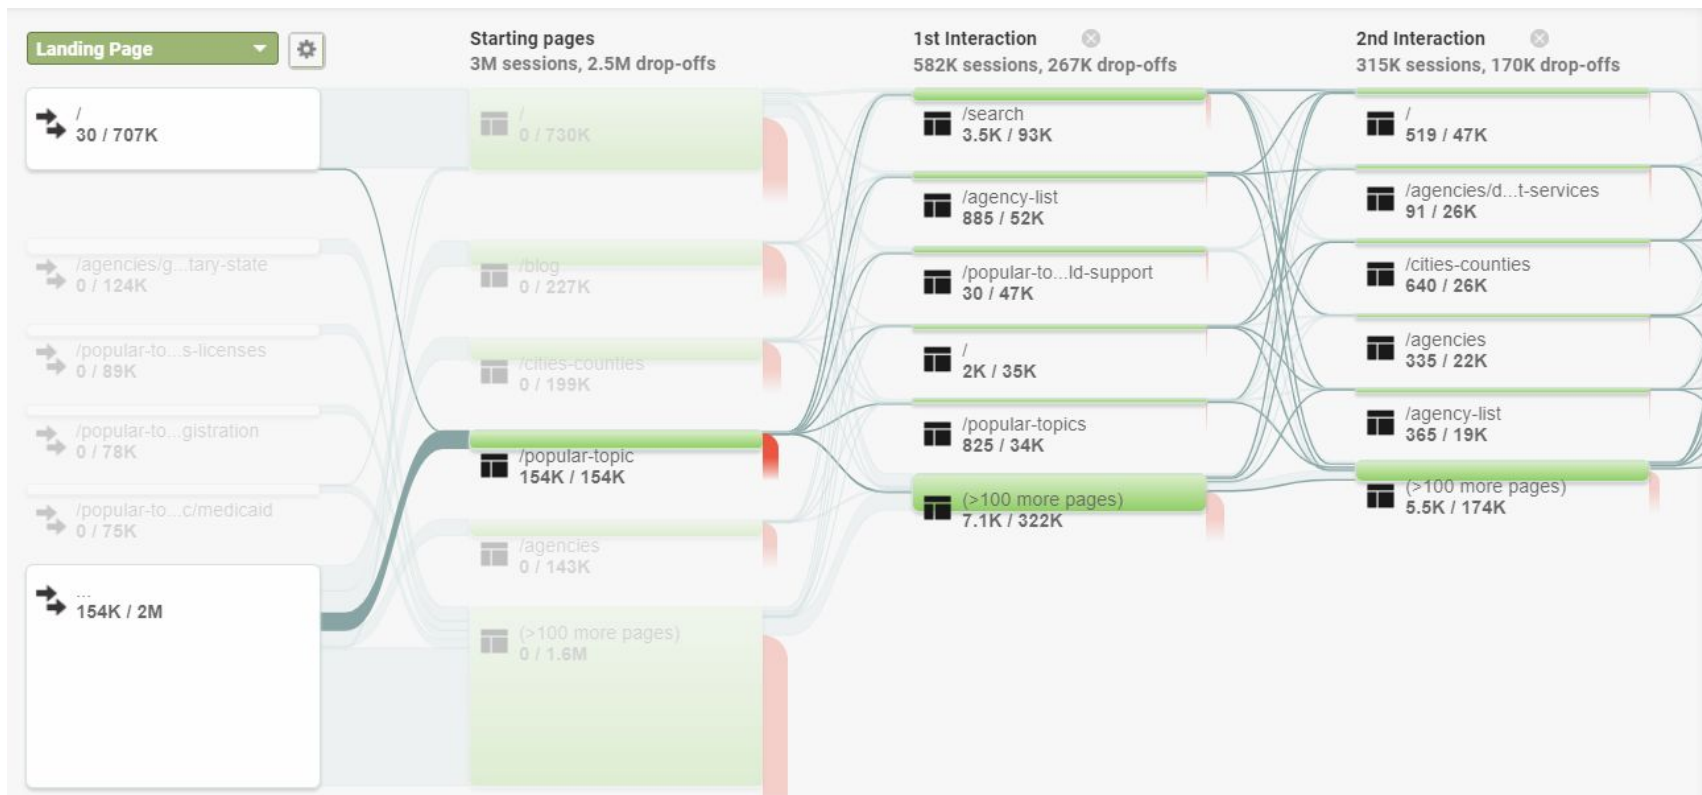 Landing Page
/
30 / 707K
/agencies/g...tary-state
0 / 124K
/popular-to...s-licenses
0 / 89K
/popular-to...gistration
0 / 78K
/popular-to...c/medicaid
0 / 75K
...
154K / 2M
Starting pages
3M sessions, 2.5M drop-offs
/
0 / 730K
/blog
0 / 227K
/cities-counties
0 / 199K
/popular-topic
154K / 154K
/agencies
0 / 143K
(>100 more pages)
0 / 1.6M
1st Interaction
582K sessions, 267K drop-offs
/search
3.5K / 93K
/agency-list
885 / 52K
/popular-to...ld-support
30 / 47K
/
2K / 35K
/popular-topics
825 / 34K
(>100 more pages)
7.1K / 322K
2nd Interaction
315K sessions, 170K drop-offs
/
519 / 47K
/agencies/d...t-services
91 / 26K
/cities-counties
640 / 26K
/agencies
335 / 22K
/agency-list
365 / 19K
(>100 more pages)
5.5K / 174K